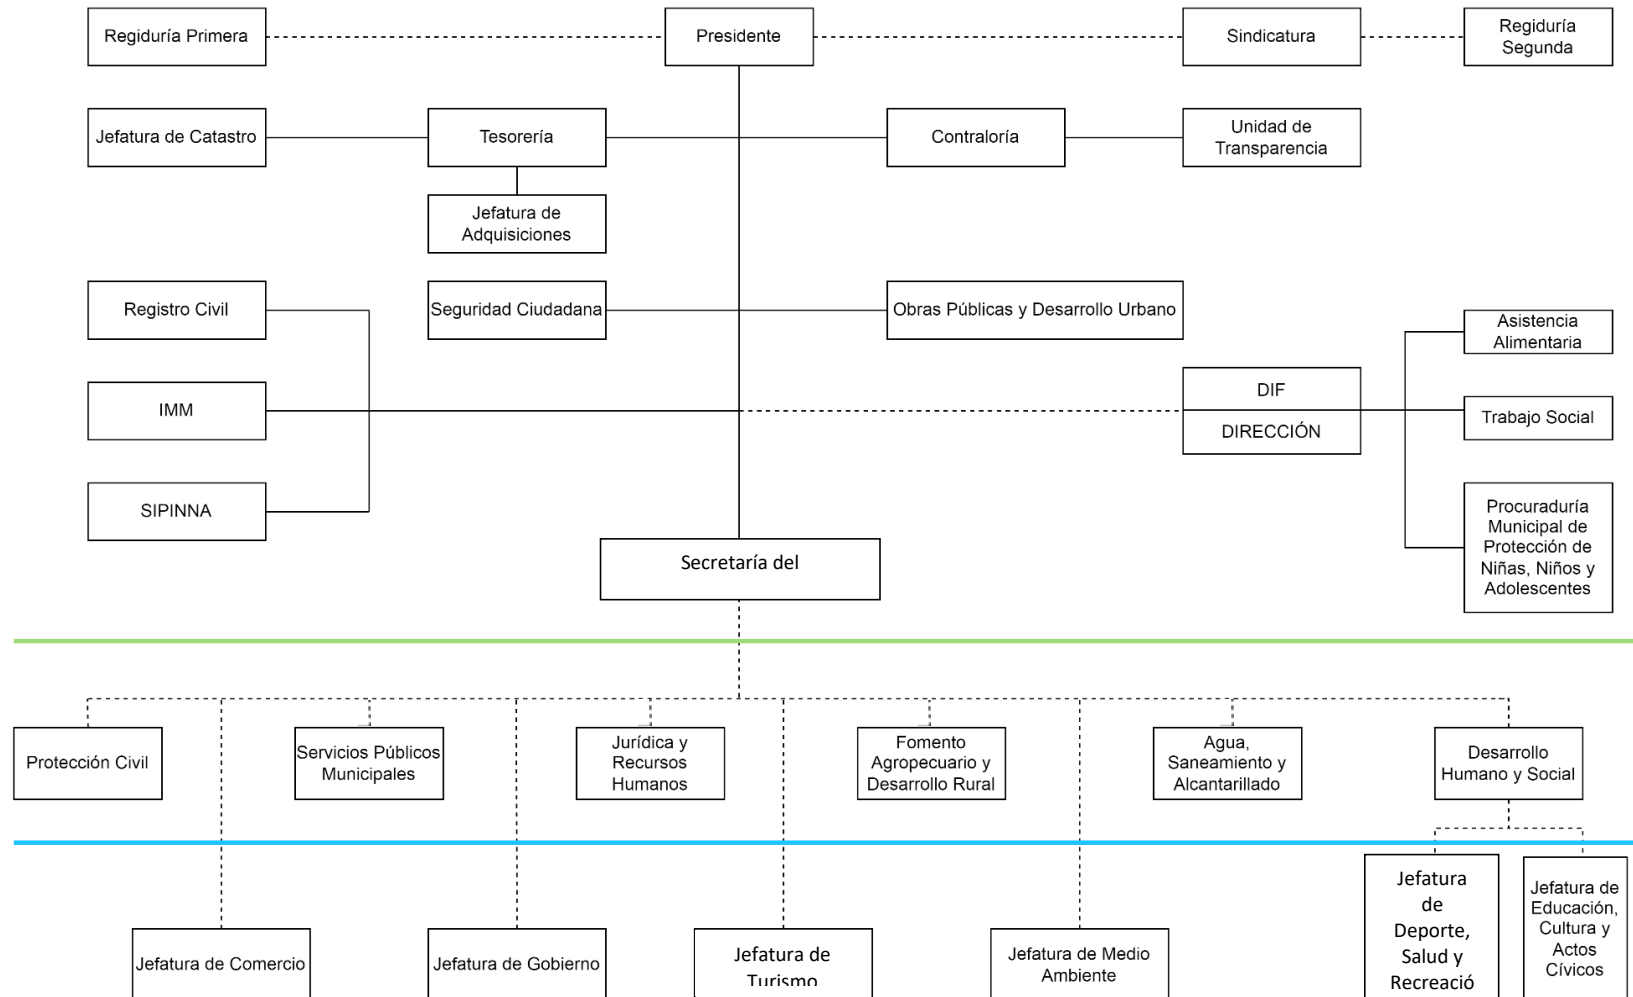 Regiduría Primera
Presidente
Sindicatura
Regiduría
Segunda
Jefatura de Catastro
Tesorería
Contraloría
Unidad de
Transparencia
Jefatura de
Adquisiciones
Registro Civil
Seguridad Ciudadana
Obras Públicas y Desarrollo Urbano
Asistencia
Alimentaria
IMM
DIF
DIRECCIÓN
Trabajo Social
SIPINNA
Procuraduría
Municipal de
Protección de
Niñas, Niños y
Adolescentes
Secretaría del
Protección Civil
Servicios Públicos
Municipales
Jurídica y
Recursos
Humanos
Fomento
Agropecuario y
Desarrollo Rural
Agua,
Saneamiento y
Alcantarillado
Desarrollo
Humano y Social
Jefatura de Comercio
Jefatura de Gobierno
Jefatura de
Turismo
Jefatura de Medio
Ambiente
Jefatura
de
Deporte,
Salud y
Recreació
Jefatura de
Educación,
Cultura y
Actos
Cívicos